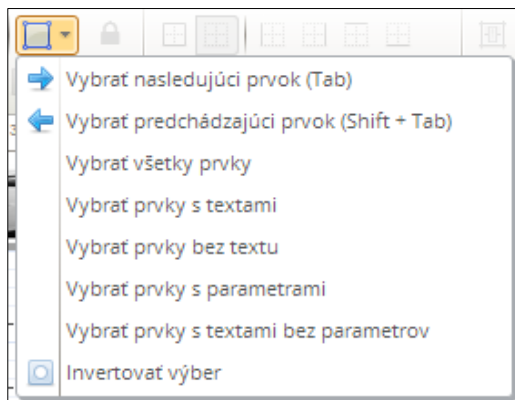 Vybrať nasledujúci prvok (Tab)
Vybrať predchádzajúci prvok (Shift + Tab)
Vybrať všetky prvky
Vybrať prvky s textami
Vybrať prvky bez textu
Vybrať prvky s parametrami
Vybrať prvky s textami bez parametrov
Invertovať výber